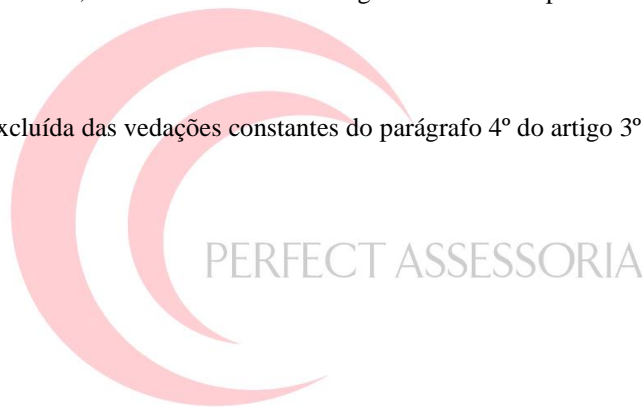 xcluída das vedações constantes do parágrafo 4º do artigo 3º
PERFECT ASSESSORIA